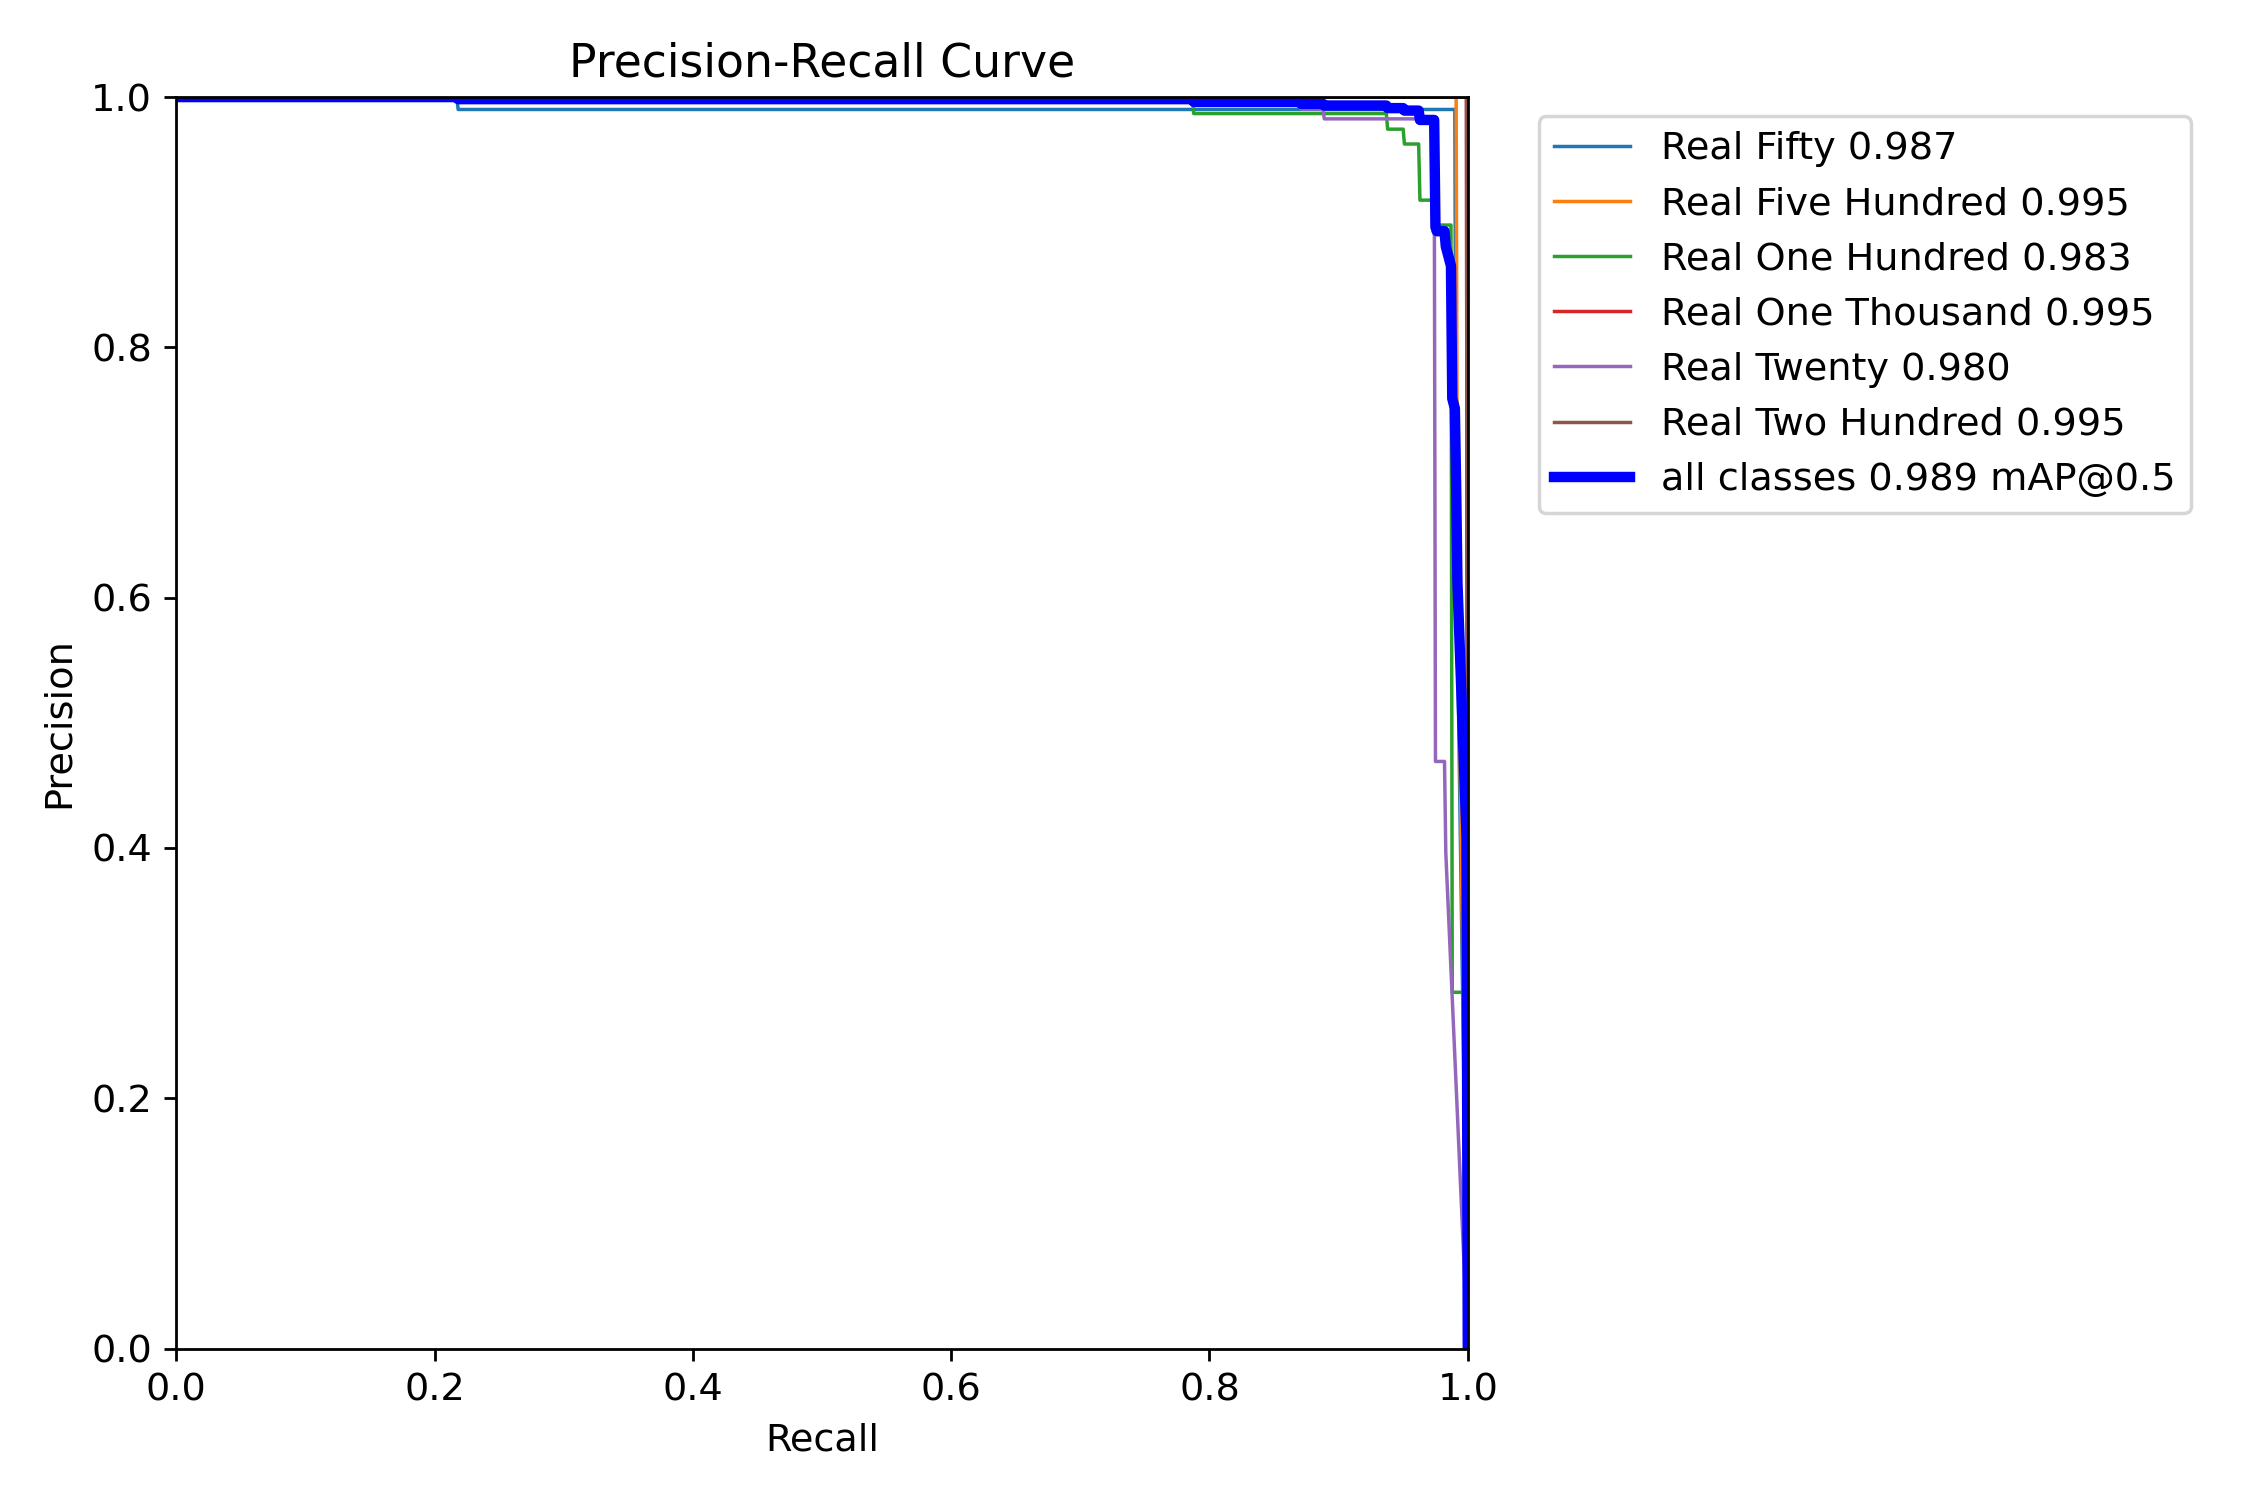 Precision-Recall Curve
1.0
0.8
0.6
0.4
0.2
0.0
Precision
0.0 0.2 0.4 0.6 0.8 1.0
Recall
Real Fifty 0.987
Real Five Hundred 0.995
Real One Hundred 0.983
Real One Thousand 0.995
Real Twenty 0.980
Real Two Hundred 0.995
all classes 0.989 mAP@0.5